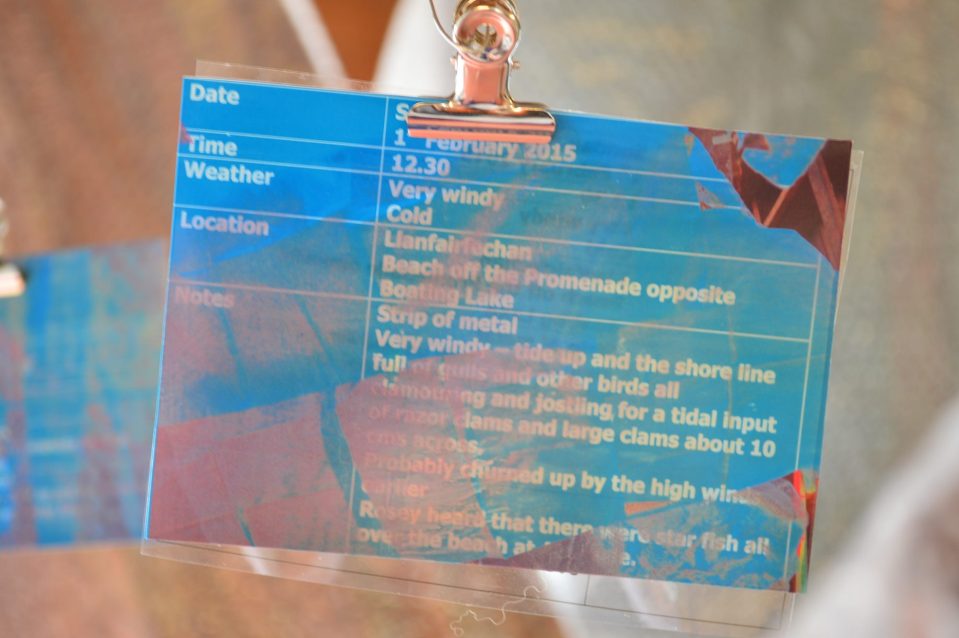 Date
1 February 2015
Time
12.30
Weather
Very windy
Cold
Location
Llanfairfechan
Beach off the Promenade opposite
Boating Lake
Notes
Strip of metal
Very windy – tide up and the shore line
full of gulls and other birds all
clamouring and jostling, for a tidal input
of razor clams and large clams about 10
cms across.
Probably churned up by the high winds
earlier
Rosey heard that there were star fish all
over the beach at